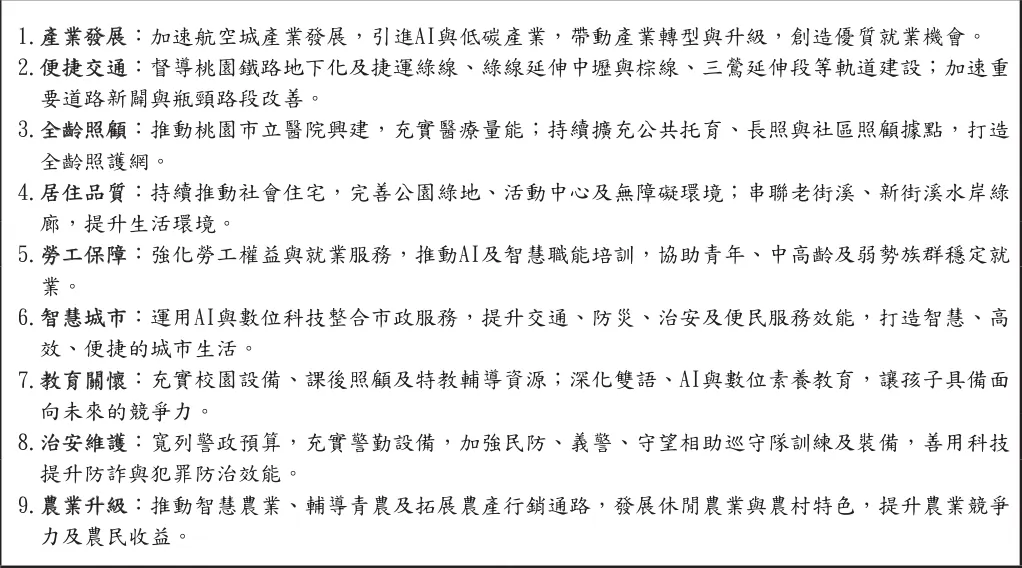 1.產業發展：加速航空城產業發展，引進AI與低碳產業，帶動產業轉型與升級，創造優質就業機會。
2.便捷交通：督導桃園鐵路地下化及捷運綠線、綠線延伸中壢與棕線、三鶯延伸段等軌道建設；加速重
要道路新闢與瓶頸路段改善。
3.全齡照顧：推動桃園市立醫院興建，充實醫療量能；持續擴充公共托育、長照與社區照顧據點，打造
全齡照護網。
4.居住品質：持續推動社會住宅，完善公園綠地、活動中心及無障礙環境；串聯老街溪、新街溪水岸綠
廊，提升生活環境。
5.勞工保障：強化勞工權益與就業服務，推動AI及智慧職能培訓，協助青年、中高齡及弱勢族群穩定就
業。
6.智慧城市：運用AI與數位科技整合市政服務，提升交通、防災、治安及便民服務效能，打造智慧、高
效、便捷的城市生活。
7.教育關懷：充實校園設備、課後照顧及特教輔導資源；深化雙語、AI與數位素養教育，讓孩子具備面
向未來的競爭力。
8.治安維護：寬列警政預算，充實警勤設備，加強民防、義警、守望相助巡守隊訓練及裝備，善用科技
提升防詐與犯罪防治效能。
9.農業升級：推動智慧農業、輔導青農及拓展農產行銷通路，發展休閒農業與農村特色，提升農業競爭
力及農民收益。